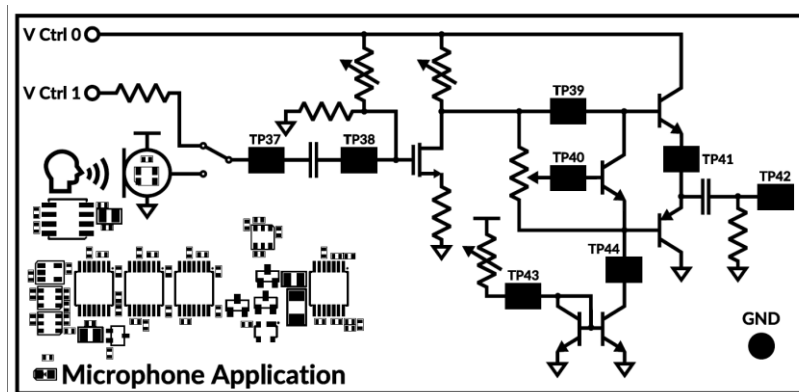 V Ctrl 0
V Ctrl 1
TP37
TP38
TP39
TP40
TP41
TP42
TP44
TP43
GND
Microphone Application